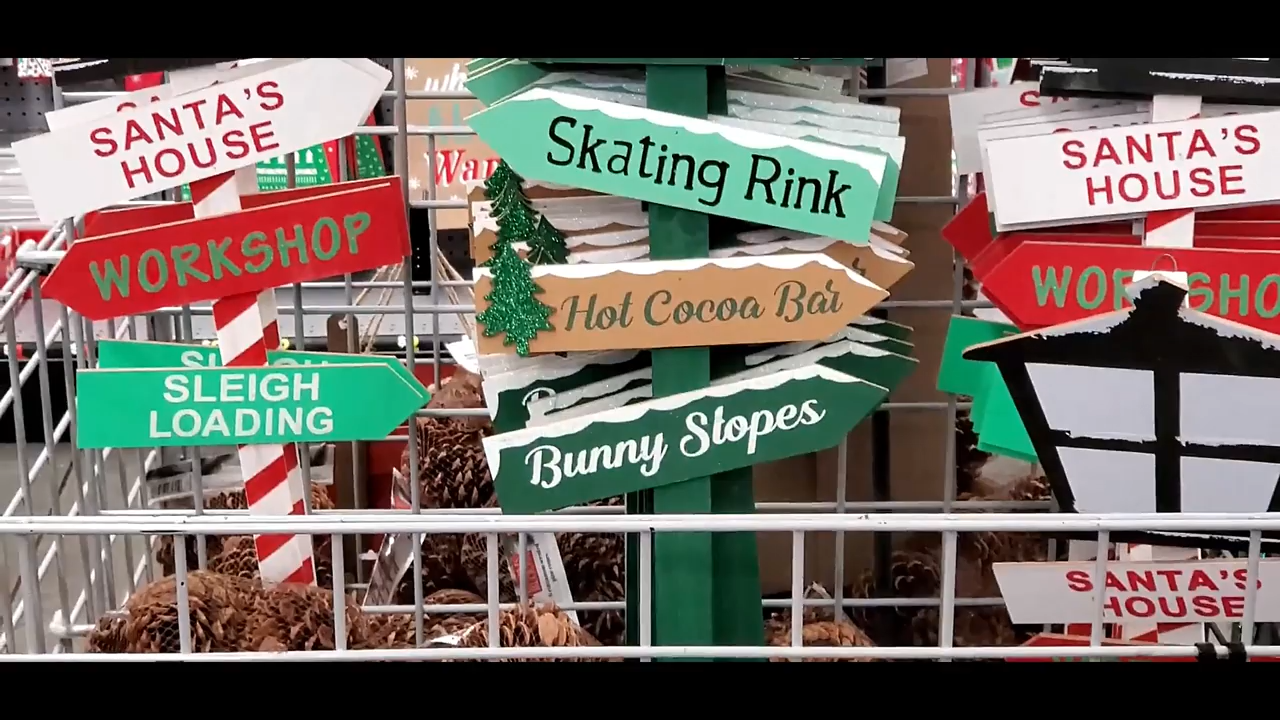 SANTA'S
HOUSE
WORKSHOP
SLEIGH
LOADING
Skating Rink
Hot Cocoa Bar
Bunny Slopes
SANTA'S
HOUSE
SANTA'S
HOUSE